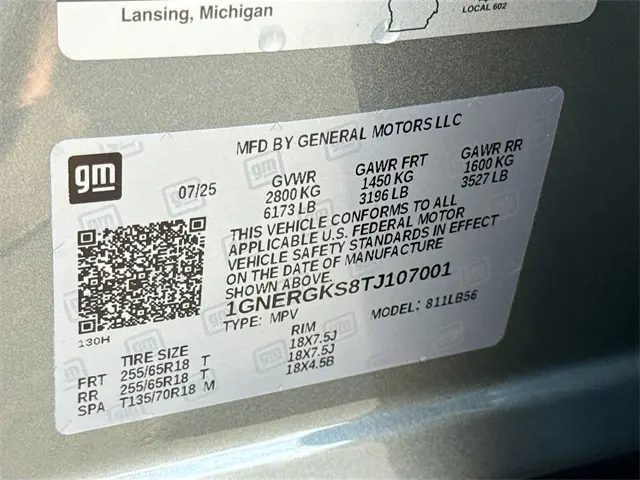 Lansing, Michigan
LOCAL 602
MFD BY GENERAL MOTORS LLC
gm
07/25
GVWR
2800 KG
6173 LB
GAWR FRT
1450 KG
3196 LB
GAWR RR
1600 KG
3527 LB
THIS VEHICLE CONFORMS TO ALL
APPLICABLE U.S. FEDERAL MOTOR
VEHICLE SAFETY STANDARDS IN EFFECT
ON THE DATE OF MANUFACTURE
SHOWN ABOVE.
1GNERGKS8TJ107001
TYPE: MPV
MODEL: 811LB56
130H
TIRE SIZE
RIM
FRT 255/65R18 T 18X7.5J
RR 255/65R18 T 18X7.5J
SPA T135/70R18 M 18X4.5B